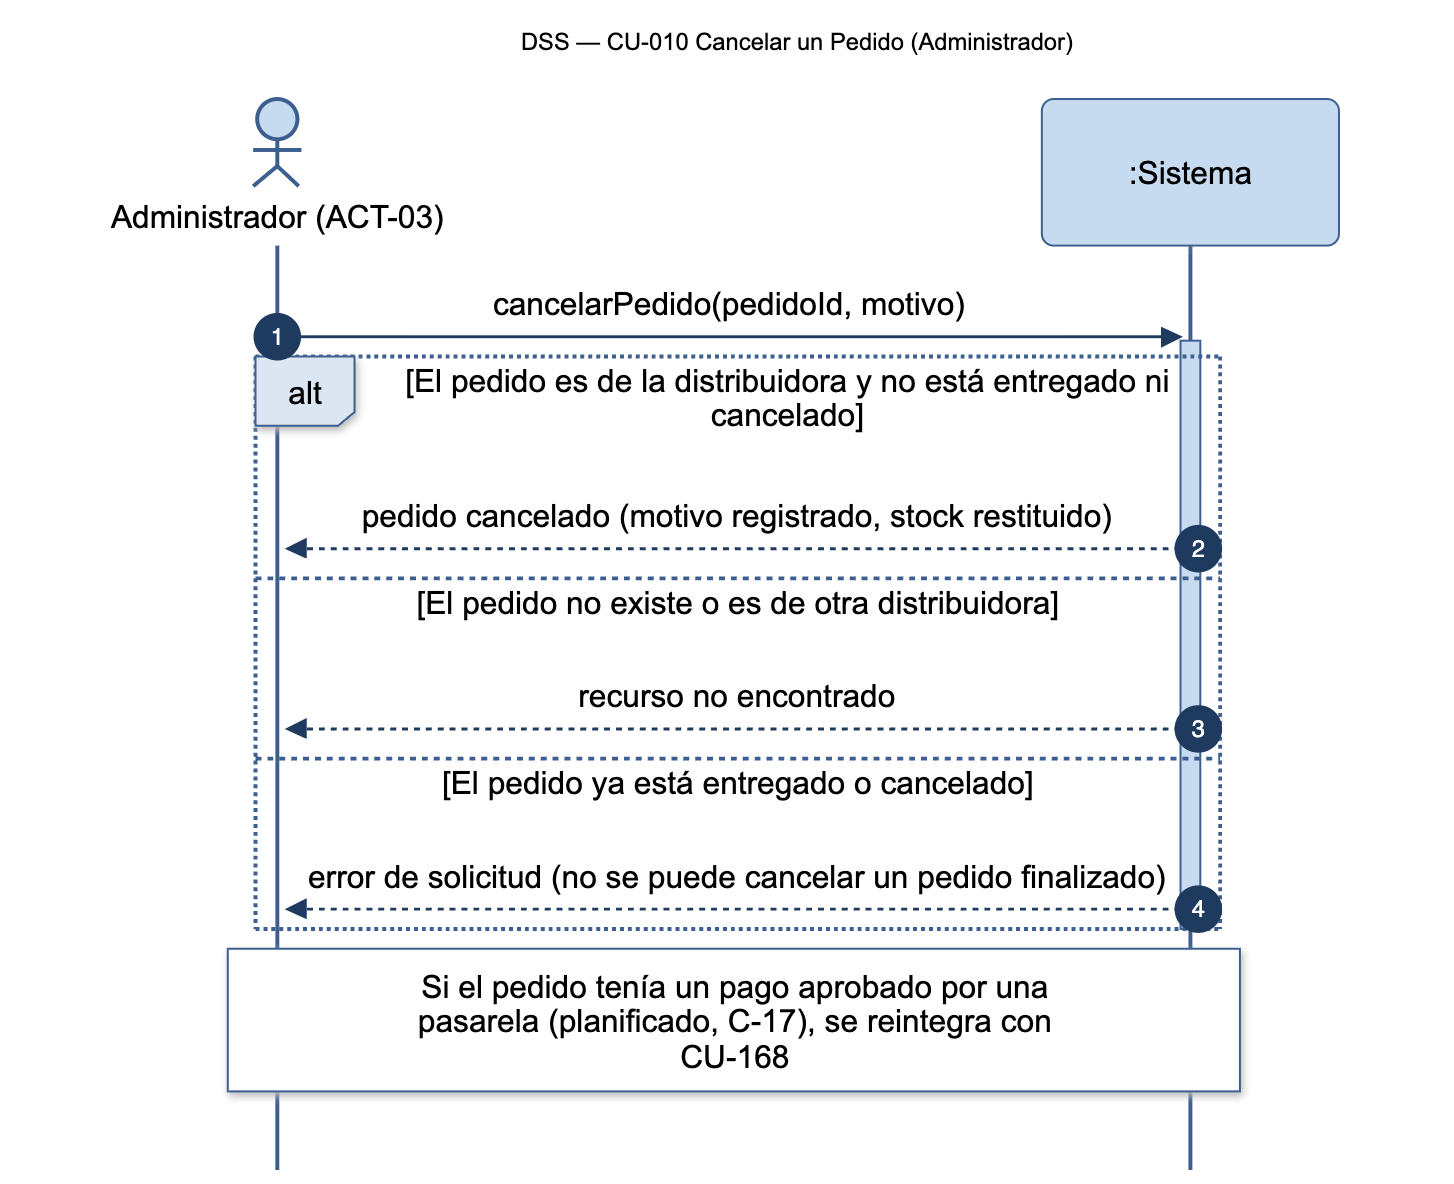 DSS — CU-010 Cancelar un Pedido (Administrador)
:Sistema
Administrador (ACT-03)
cancelarPedido(pedidoId, motivo)
1
alt
[El pedido es de la distribuidora y no está entregado ni
cancelado]
pedido cancelado (motivo registrado, stock restituido)
2
[El pedido no existe o es de otra distribuidora]
recurso no encontrado
3
[El pedido ya está entregado o cancelado]
error de solicitud (no se puede cancelar un pedido finalizado)
4
Si el pedido tenía un pago aprobado por una
pasarela (planificado, C-17), se reintegra con
CU-168